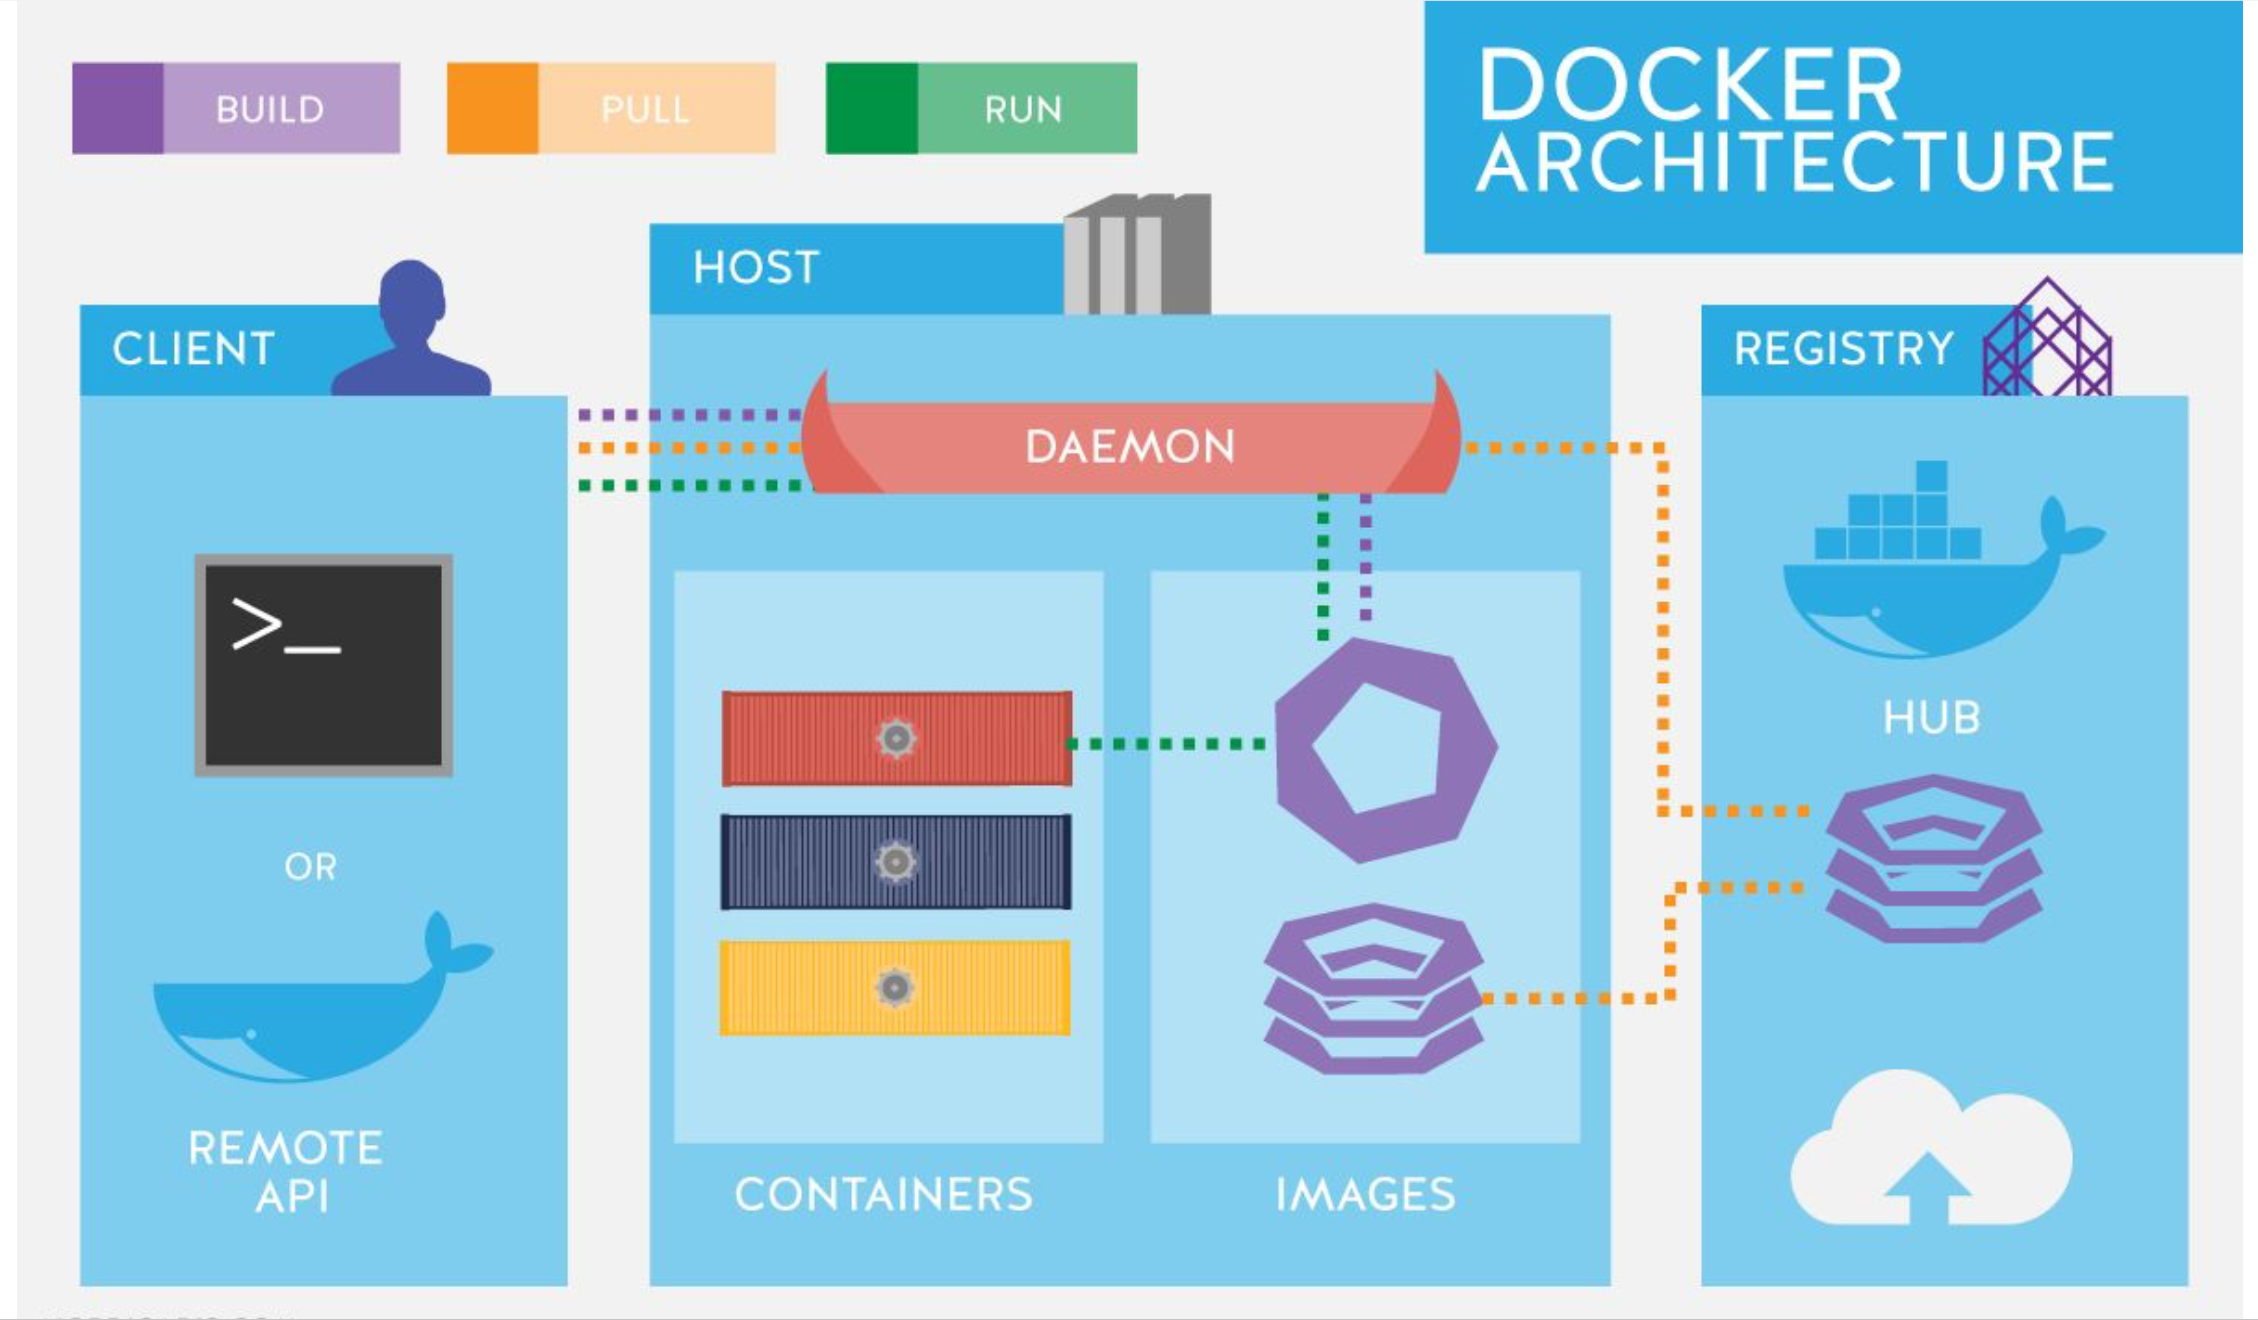 BUILD
PULL
RUN
DOCKER
ARCHITECTURE
CLIENT
HOST
REGISTRY
DAEMON
>_
OR
REMOTE
API
CONTAINERS
IMAGES
HUB